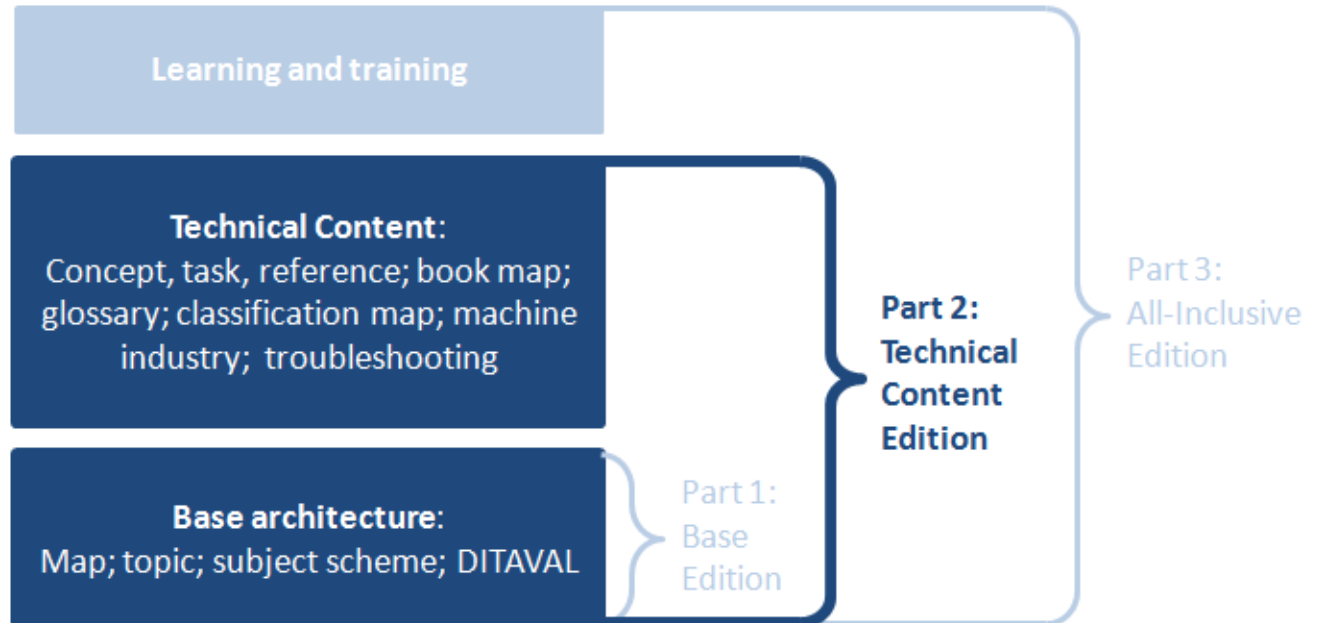 Learning and training
Technical Content:
Concept, task, reference; book map;
glossary; classification map; machine
industry; troubleshooting
Base architecture:
Map; topic; subject scheme; DITAVAL
Part 1:
Base
Edition
Part 2:
Technical
Content
Edition
Part 3:
All-Inclusive
Edition